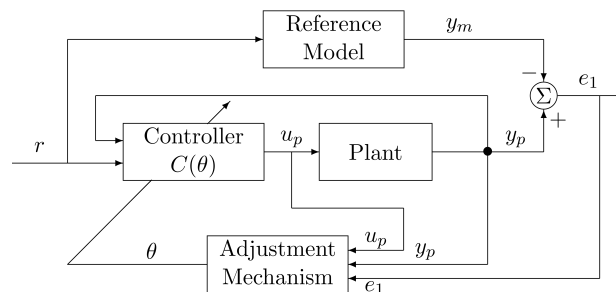 Reference
Model
y_m
−
e_1
Σ
+
r
Controller
C(θ)
u_p
Plant
y_p
θ
Adjustment
Mechanism
u_p
y_p
e_1